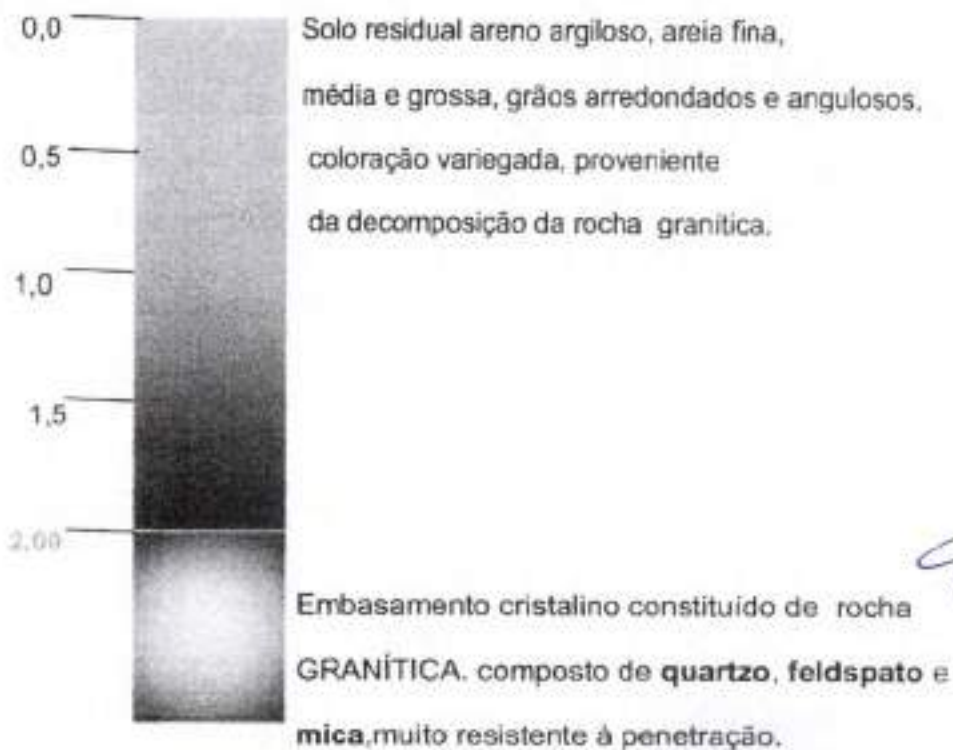 0,0
Solo residual areno argiloso, areia fina,
média e grossa, grãos arredondados e angulosos,
0,5
coloração variegada, proveniente
da decomposição da rocha granítica.
1,0
1,5
2,00
Embasamento cristalino constituído de rocha
GRANÍTICA. composto de quartzo, feldspato e
mica,muito resistente à penetração.